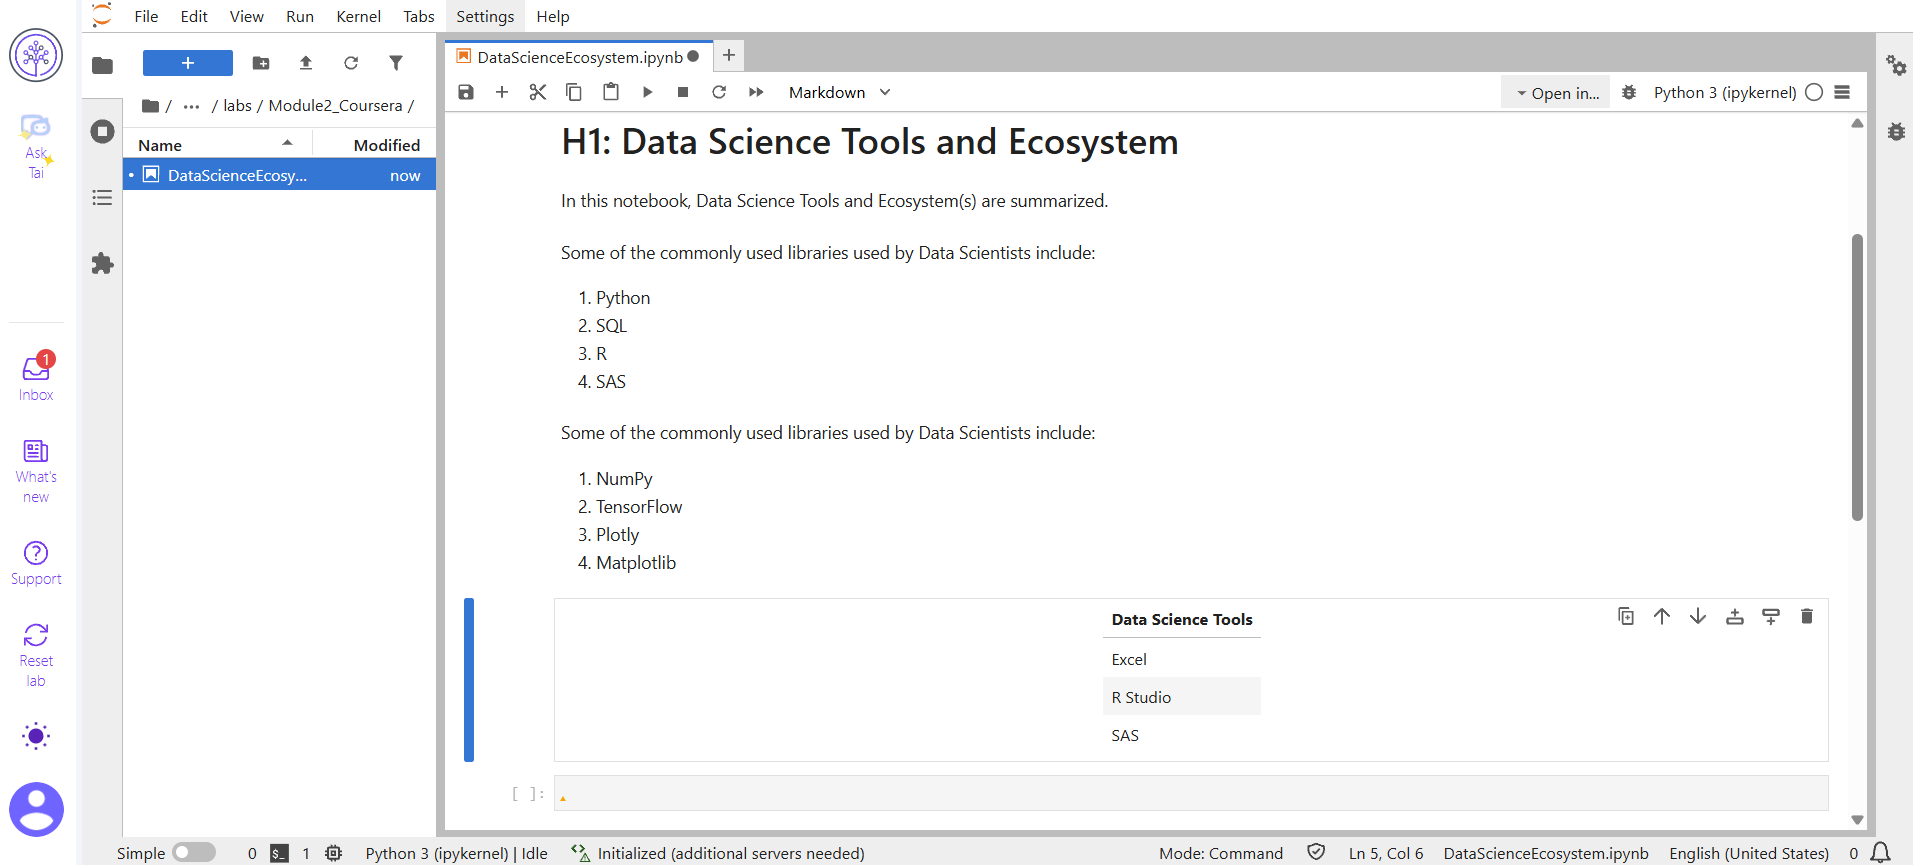 File Edit View Run Kernel Tabs Settings Help
Ask
Tai
1
Inbox
What's
new
Support
Reset
lab
+
/ ··· / labs / Module2_Coursera /
Name Modified
• DataScienceEcosy... now
DataScienceEcosystem.ipynb
+
Markdown
Open in...
Python 3 (ipykernel)
H1: Data Science Tools and Ecosystem
In this notebook, Data Science Tools and Ecosystem(s) are summarized.
Some of the commonly used libraries used by Data Scientists include:
1. Python
2. SQL
3. R
4. SAS
Some of the commonly used libraries used by Data Scientists include:
1. NumPy
2. TensorFlow
3. Plotly
4. Matplotlib
Data Science Tools
Excel
R Studio
SAS
[ ]:
Simple 0 $_ 1 Python 3 (ipykernel) | Idle Initialized (additional servers needed) Mode: Command Ln 5, Col 6 DataScienceEcosystem.ipynb English (United States) 0